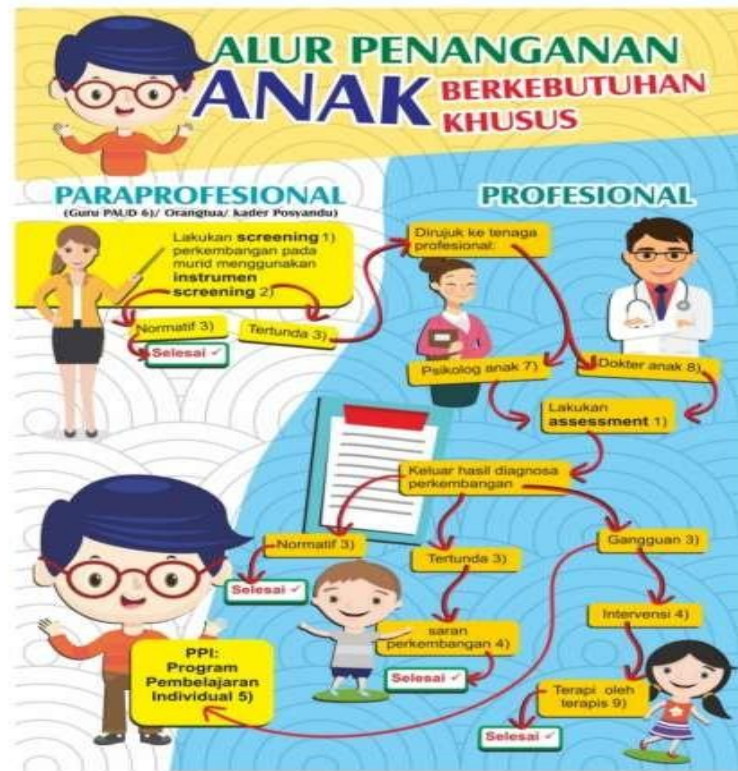 ALUR PENANGANAN
ANAK BERKEBUTUHAN
KHUSUS
PARAPROFESIONAL
(Guru PAUD 6)/ Orangtua/ kader Posyandu)
Lakukan screening 1)
perkembangan pada
murid menggunakan
instrumen
screening 2)
Normatif 3)
Tertunda 3)
Selesai ✓
PROFESIONAL
Dirujuk ke tenaga
profesional:
Psikolog anak 7)
Dokter anak 8)
Lakukan
assessment 1)
Keluar hasil diagnosa
perkembangan
Normatif 3)
Selesai ✓
Tertunda 3)
saran
perkembangan 4)
Selesai ✓
Gangguan 3)
Intervensi 4)
Terapi oleh
terapis 9)
Selesai ✓
PPI:
Program
Pembelajaran
Individual 5)